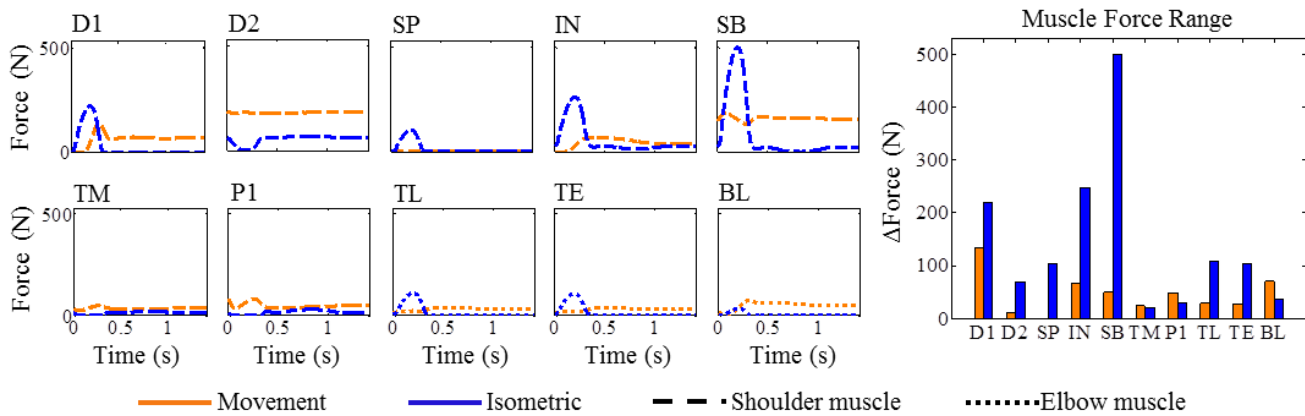 D1 D2 SP IN SB Muscle Force Range
Force (N)
500
0
ΔForce (N)
500
400
300
200
100
0
D1 D2 SP IN SB TM P1 TL TE BL
TM P1 TL TE BL
Force (N)
500
0
0 0.5 1 0 0.5 1 0 0.5 1 0 0.5 1 0 0.5 1
Time (s) Time (s) Time (s) Time (s) Time (s)
Movement Isometric Shoulder muscle Elbow muscle